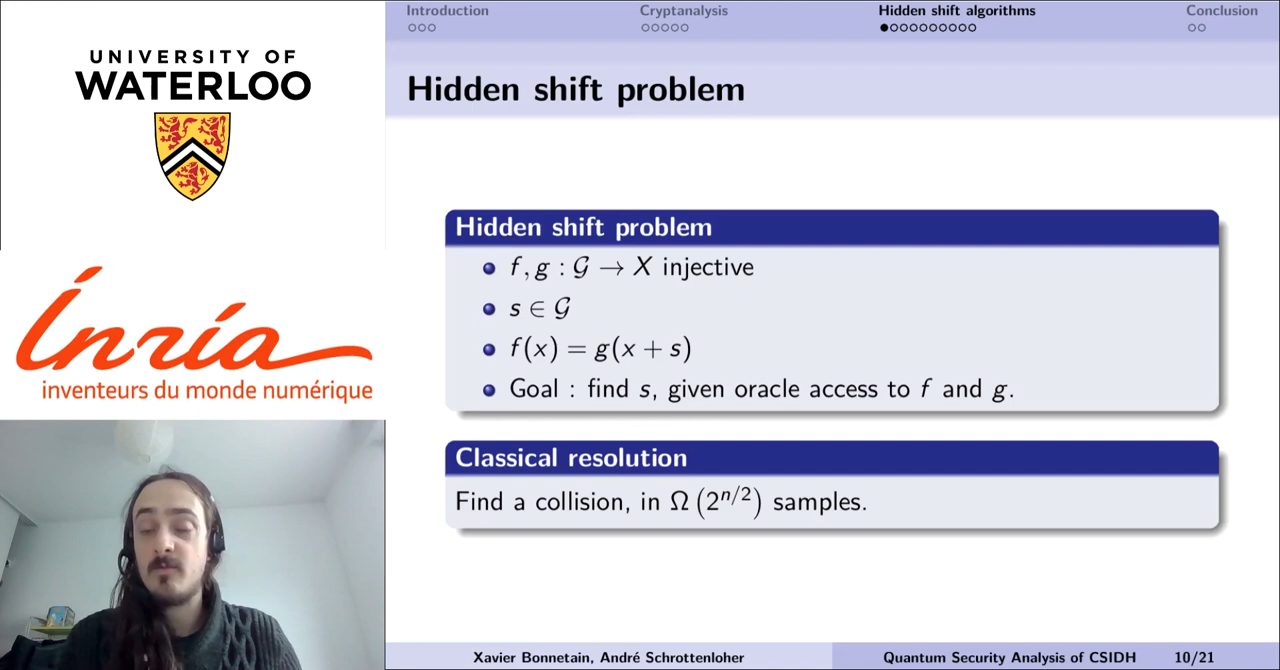 UNIVERSITY OF
WATERLOO
Inria
inventeurs du monde numérique
Introduction
Cryptanalysis
Hidden shift algorithms
Conclusion
Hidden shift problem
Hidden shift problem
f, g : 𝒢 → X injective
s ∈ 𝒢
f(x) = g(x + s)
Goal : find s, given oracle access to f and g.
Classical resolution
Find a collision, in Ω (2^{n/2}) samples.
Xavier Bonnetain, André Schrottenloher
Quantum Security Analysis of CSIDH
10/21